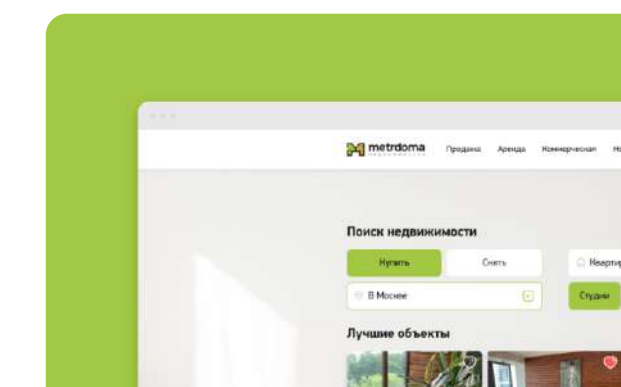 metrdoma
Продажа Аренда Коммерческая
Поиск недвижимости
Купить Снять
В Москве
Студии
Лучшие объекты